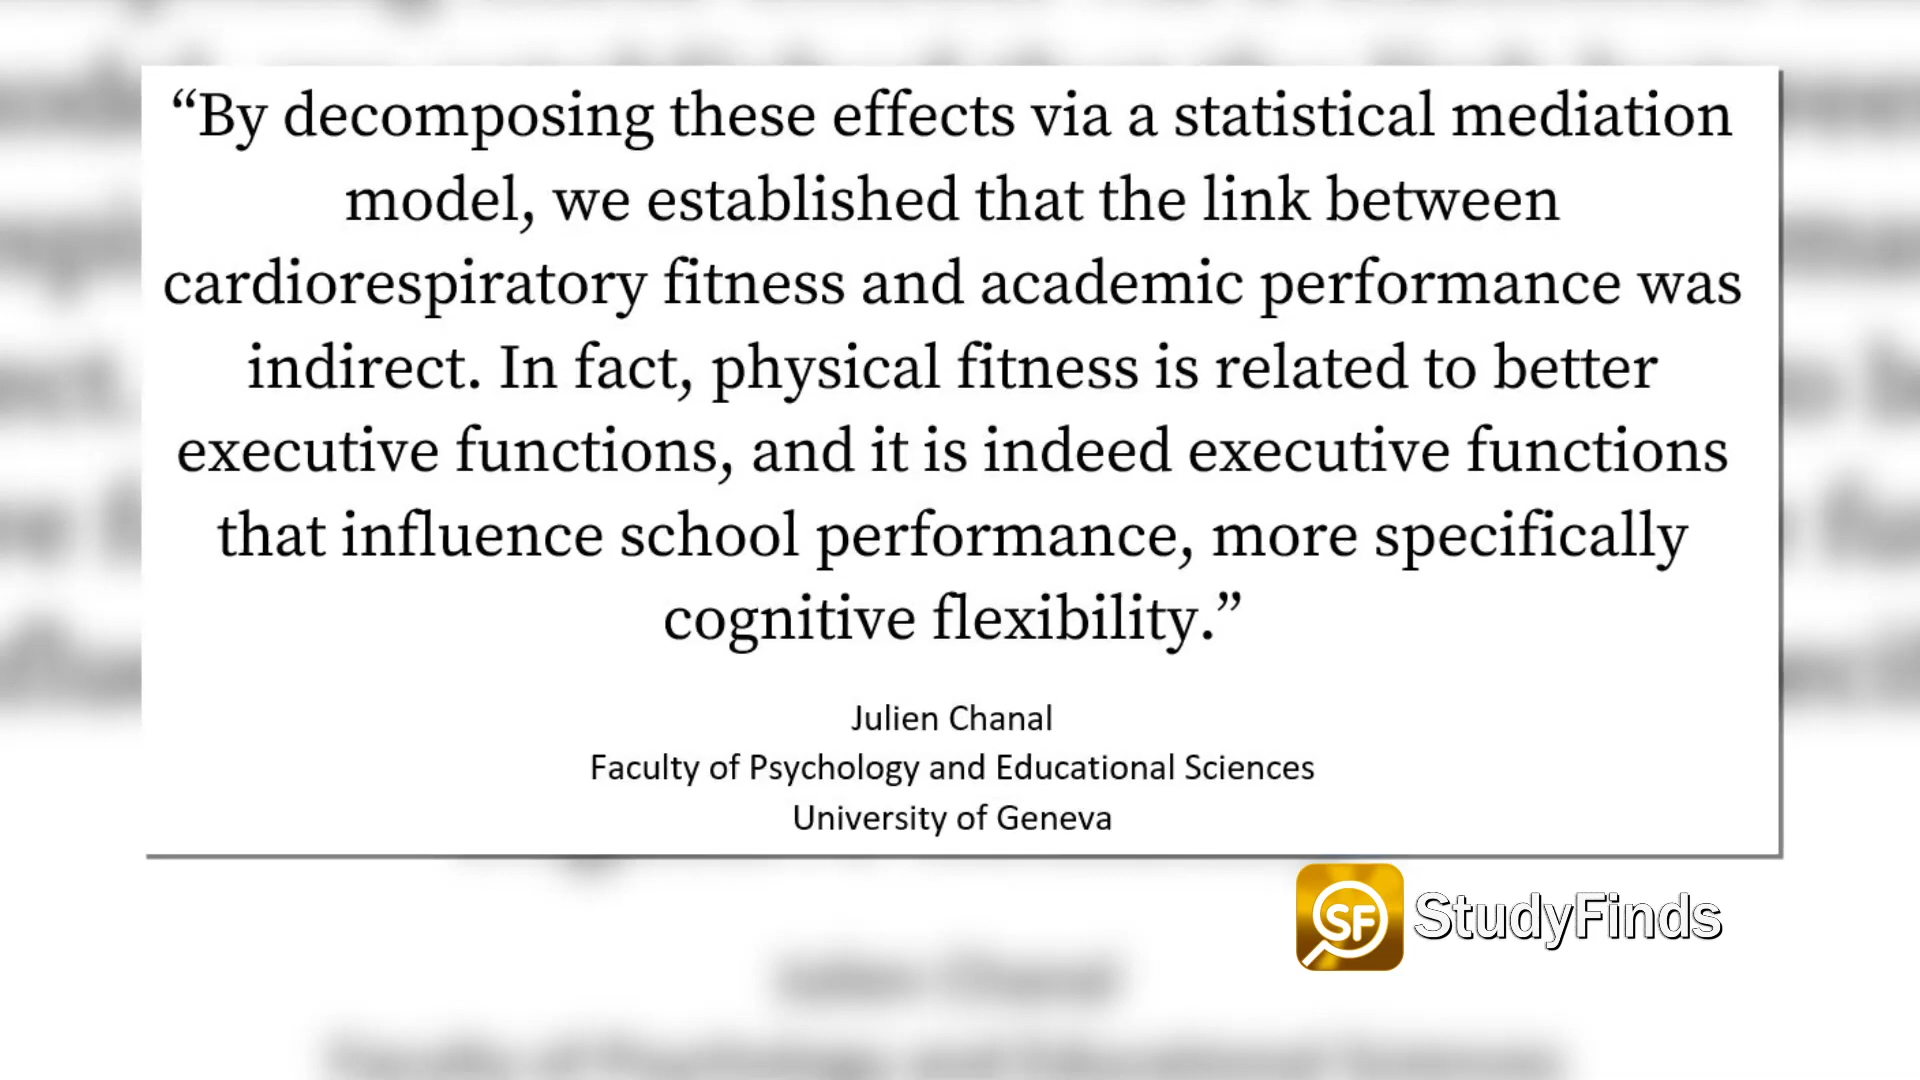 “By decomposing these effects via a statistical mediation
model, we established that the link between
cardiorespiratory fitness and academic performance was
indirect. In fact, physical fitness is related to better
executive functions, and it is indeed executive functions
that influence school performance, more specifically
cognitive flexibility.”
Julien Chanal
Faculty of Psychology and Educational Sciences
University of Geneva
SF StudyFinds